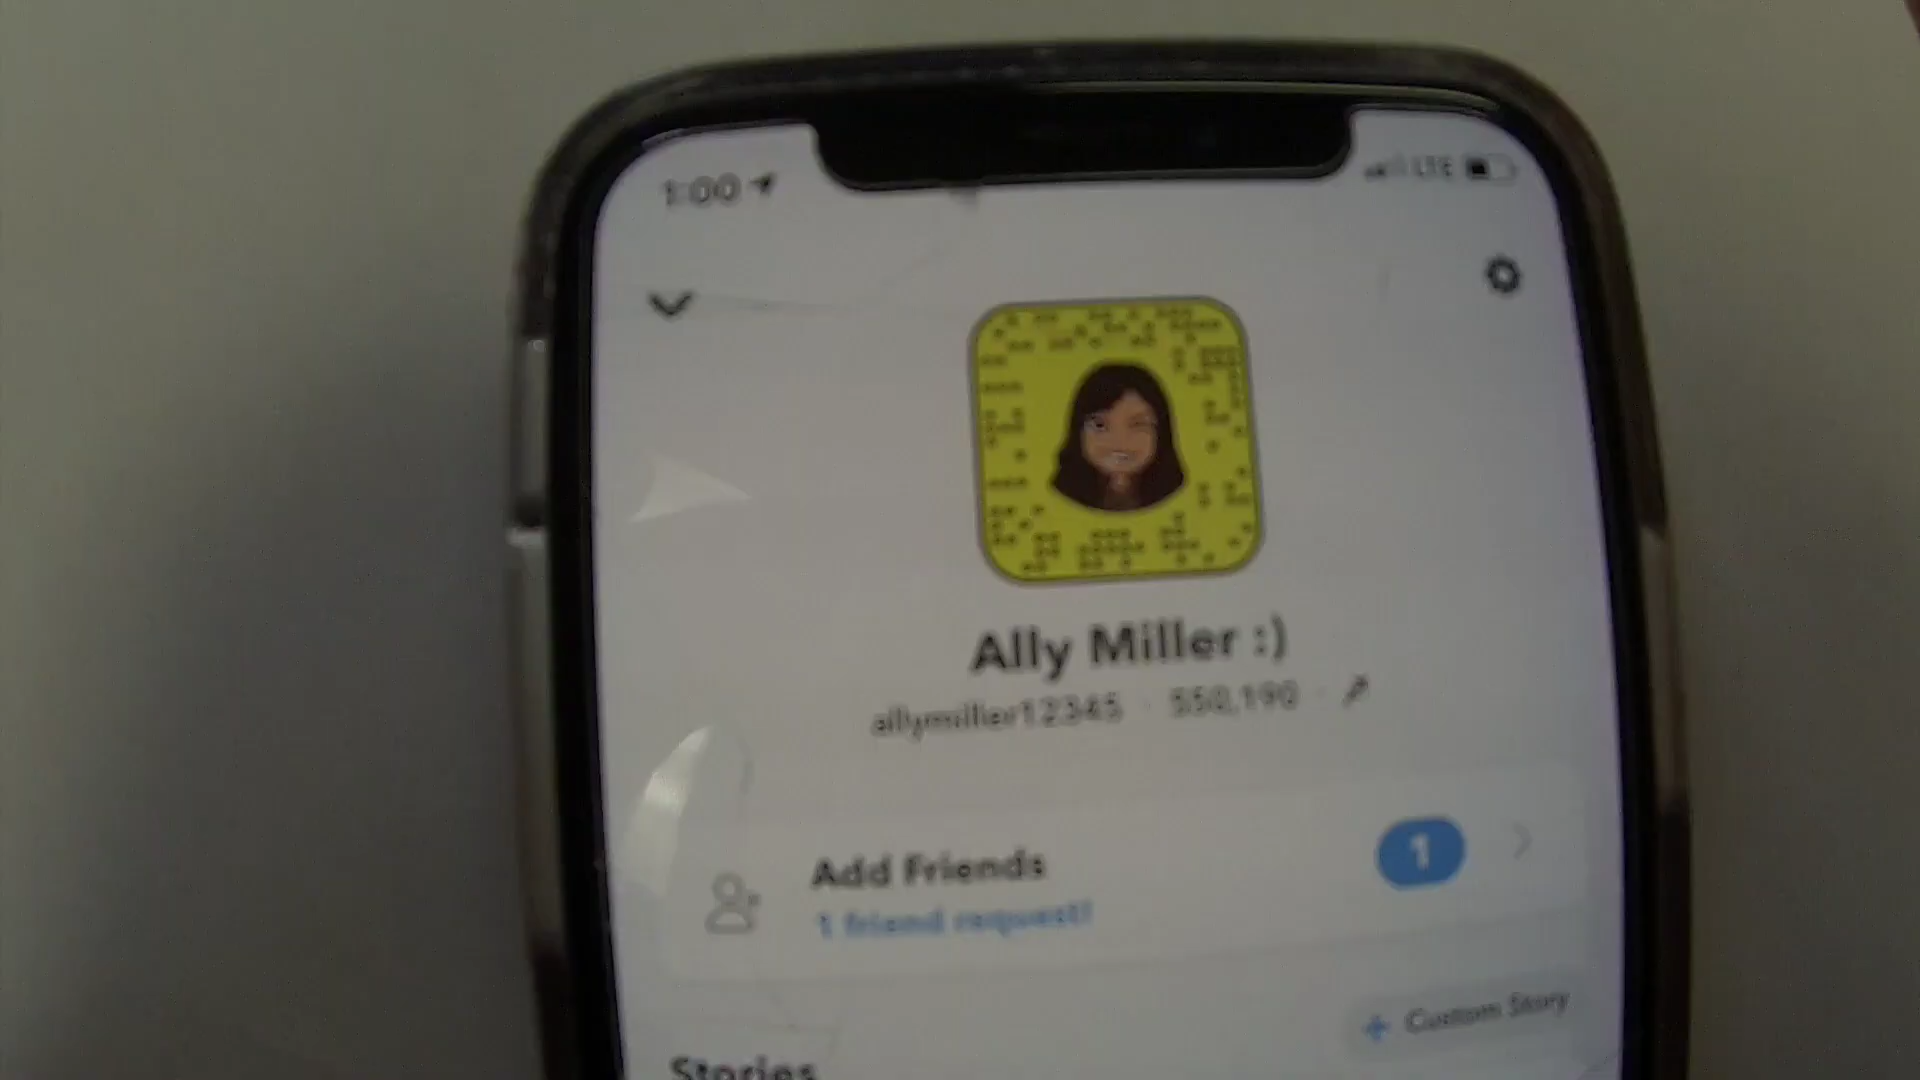 1:00 LTE
Ally Miller :)
allymiller12345 · 550,190 · ♐
Add Friends 1
1 friend request!
+ Custom Story
Stories